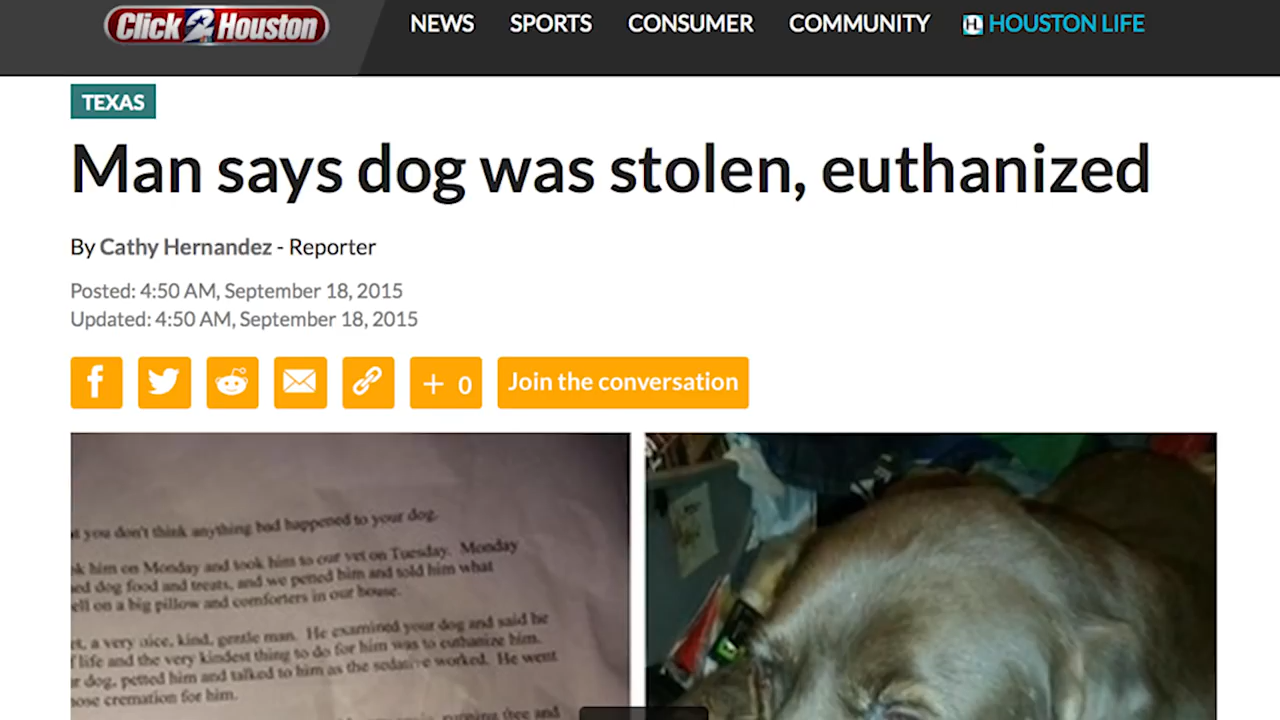 Click 2 Houston
NEWS SPORTS CONSUMER COMMUNITY HOUSTON LIFE
TEXAS
Man says dog was stolen, euthanized
By Cathy Hernandez - Reporter
Posted: 4:50 AM, September 18, 2015
Updated: 4:50 AM, September 18, 2015
+ 0
Join the conversation
you don't think anything bad happened to your dog.
him on Monday and took him to our vet on Tuesday. Monday
dog food and treats, and we petted him and told him what
on a big pillow and comforters in our house.
a very nice, kind, gentle man. He examined your dog and said he
life and the very kindest thing to do for him was to euthanize him.
dog, petted him and talked to him as the sedative worked. He went
cremation for him.
and